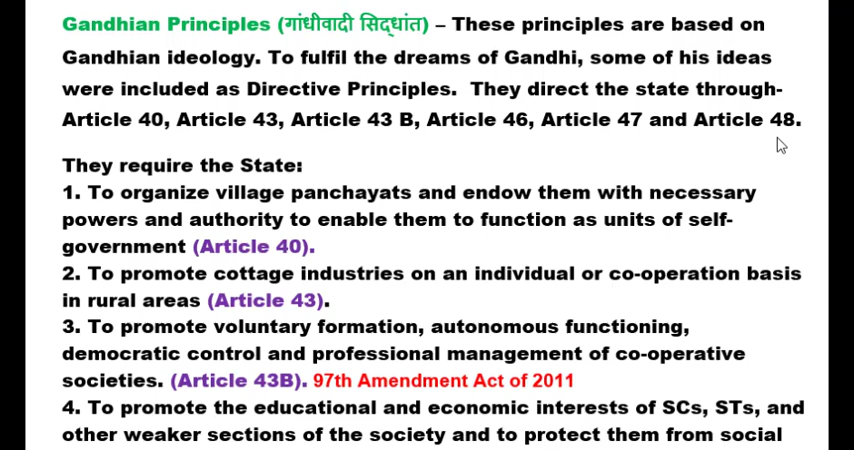 Gandhian Principles (गांधीवादी सिद्धांत) – These principles are based on
Gandhian ideology. To fulfil the dreams of Gandhi, some of his ideas
were included as Directive Principles. They direct the state through-
Article 40, Article 43, Article 43 B, Article 46, Article 47 and Article 48.
They require the State:
1. To organize village panchayats and endow them with necessary
powers and authority to enable them to function as units of self-
government (Article 40).
2. To promote cottage industries on an individual or co-operation basis
in rural areas (Article 43).
3. To promote voluntary formation, autonomous functioning,
democratic control and professional management of co-operative
societies. (Article 43B). 97th Amendment Act of 2011
4. To promote the educational and economic interests of SCs, STs, and
other weaker sections of the society and to protect them from social